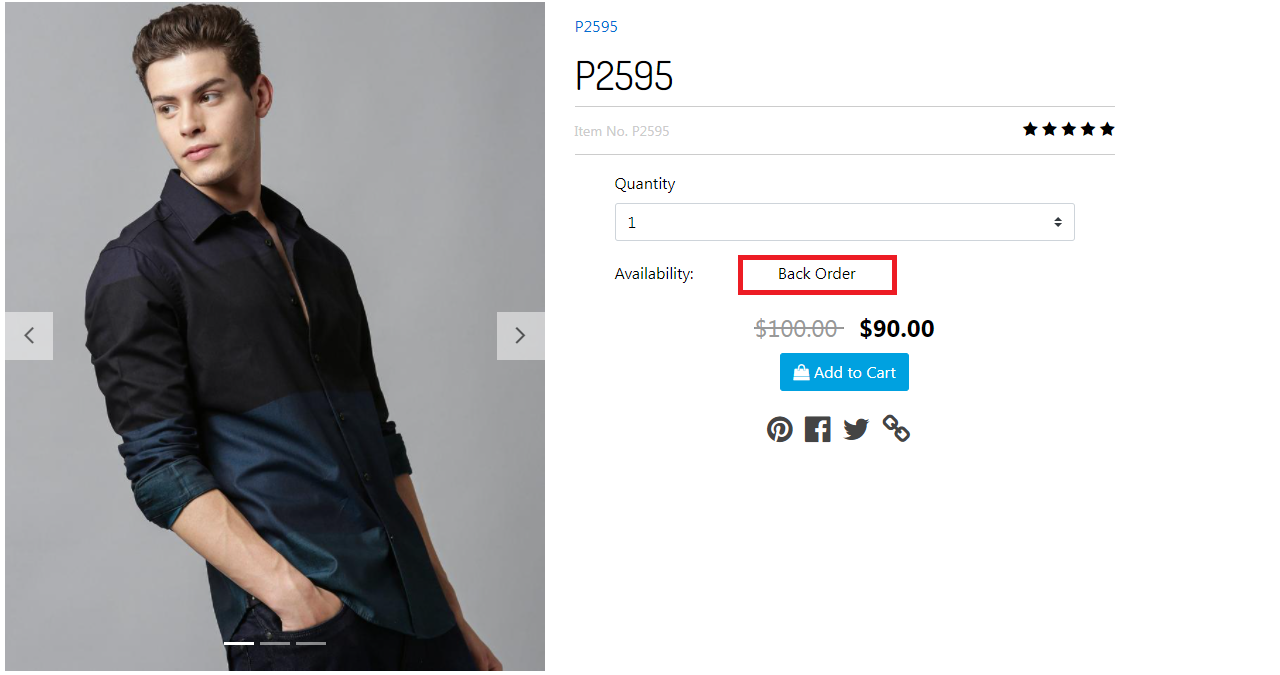 P2595
P2595
Item No. P2595
Quantity
1
Availability: Back Order
$100.00 $90.00
Add to Cart